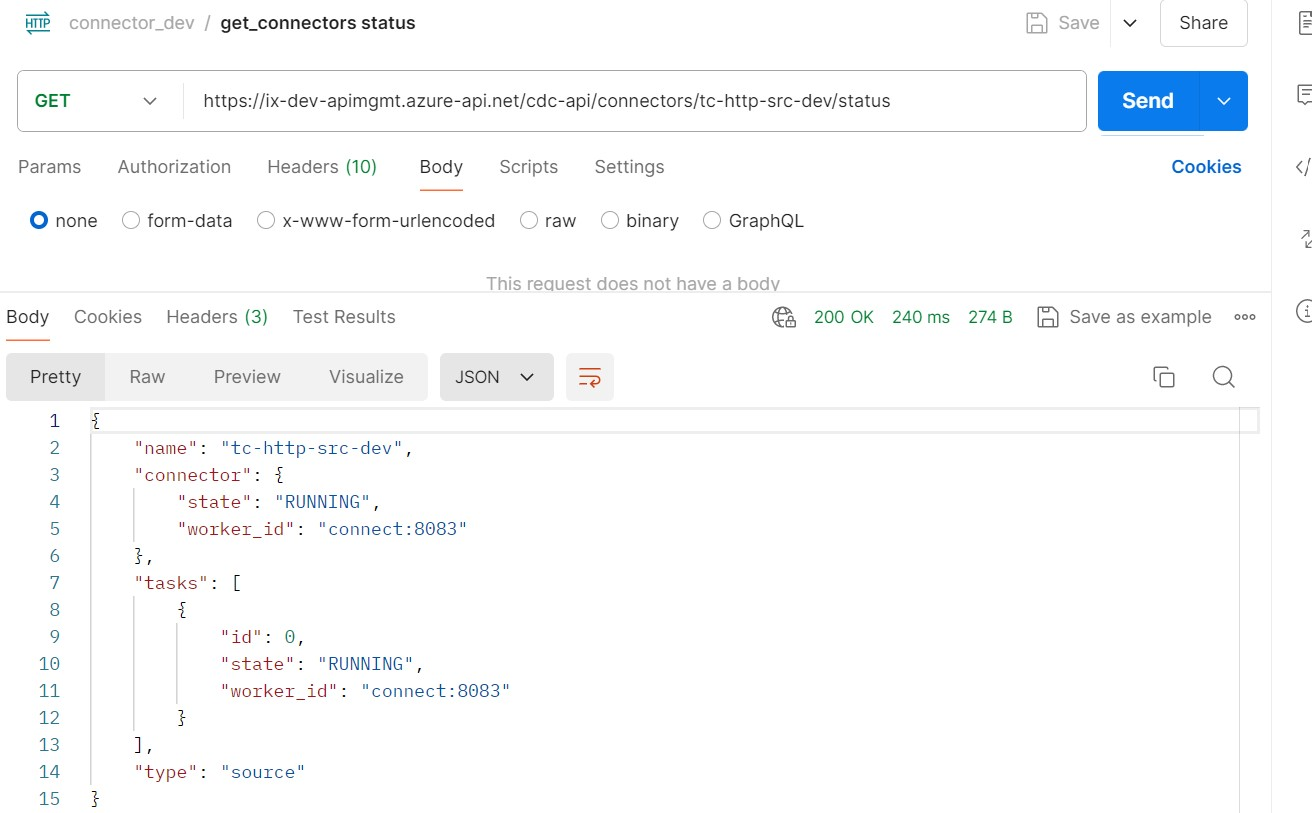 HTTP connector_dev / get_connectors status Save Share
GET https://ix-dev-apimgmt.azure-api.net/cdc-api/connectors/tc-http-src-dev/status Send
Params Authorization Headers (10) Body Scripts Settings Cookies
none form-data x-www-form-urlencoded raw binary GraphQL
This request does not have a body
Body Cookies Headers (3) Test Results 200 OK 240 ms 274 B Save as example
Pretty Raw Preview Visualize JSON
1 {
2 "name": "tc-http-src-dev",
3 "connector": {
4 "state": "RUNNING",
5 "worker_id": "connect:8083"
6 },
7 "tasks": [
8 {
9 "id": 0,
10 "state": "RUNNING",
11 "worker_id": "connect:8083"
12 }
13 ],
14 "type": "source"
15 }